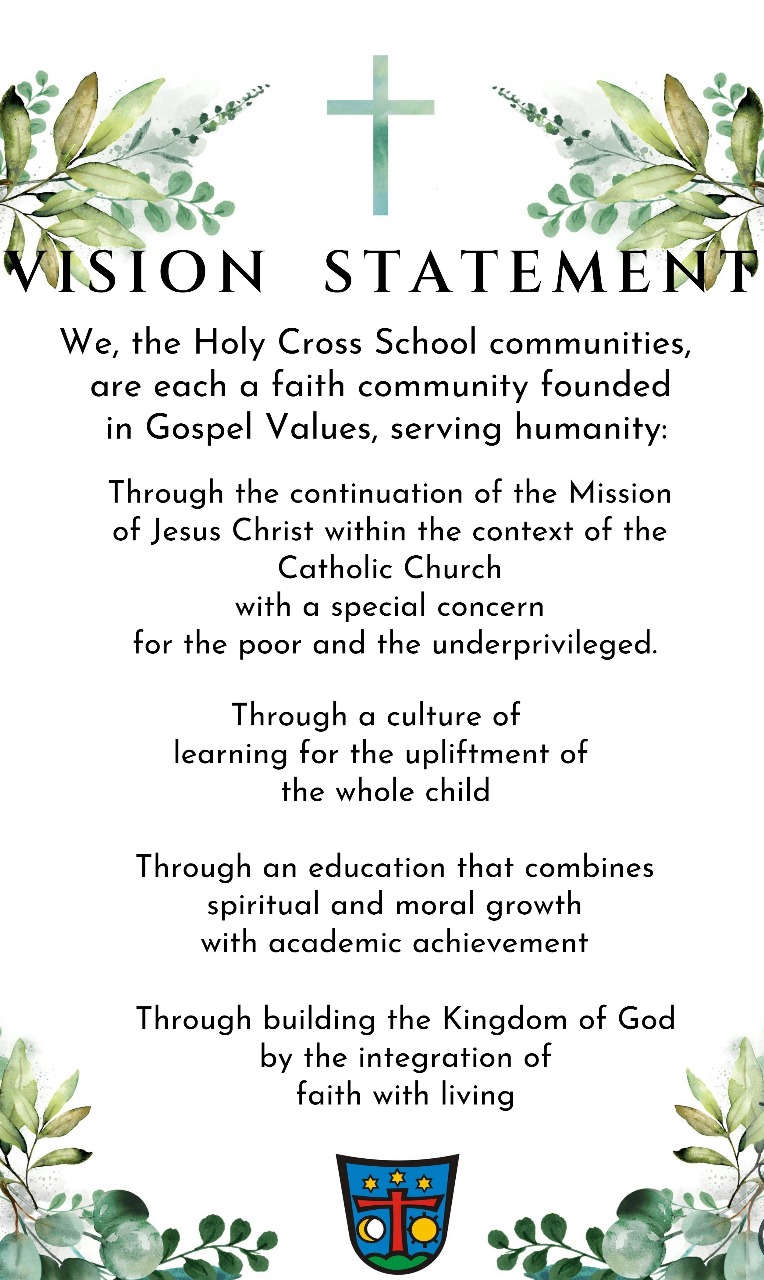 VISION STATEMENT
We, the Holy Cross School communities,
are each a faith community founded
in Gospel Values, serving humanity:
Through the continuation of the Mission
of Jesus Christ within the context of the
Catholic Church
with a special concern
for the poor and the underprivileged.
Through a culture of
learning for the upliftment of
the whole child
Through an education that combines
spiritual and moral growth
with academic achievement
Through building the Kingdom of God
by the integration of
faith with living